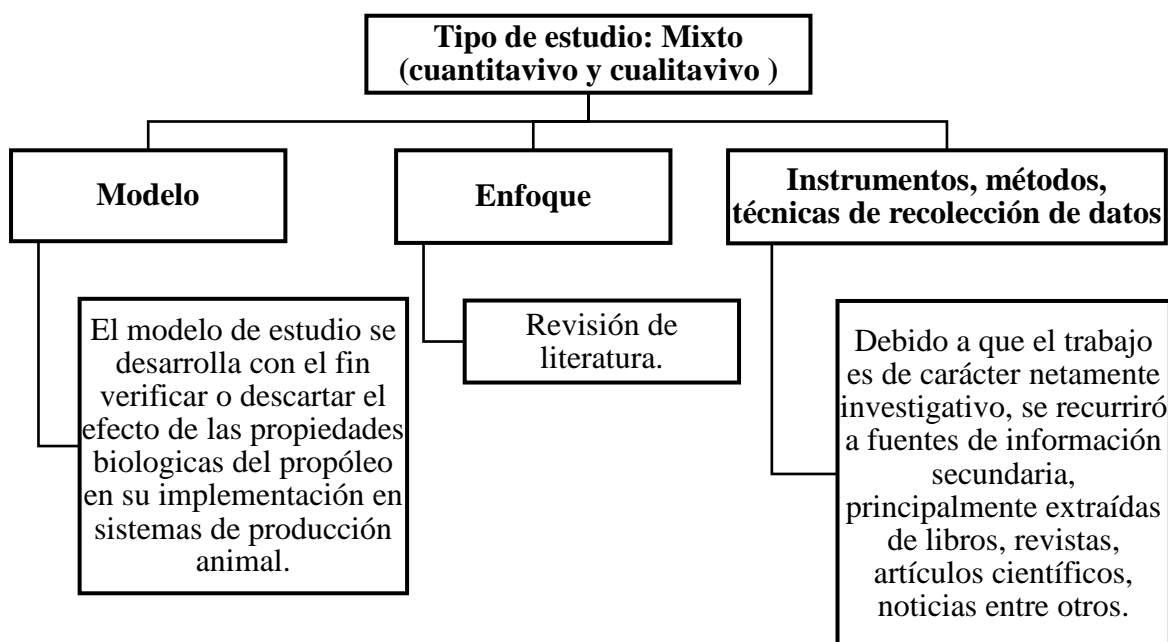 Tipo de estudio: Mixto
(cuantitavivo y cualitavivo )
Modelo
El modelo de estudio se
desarrolla con el fin
verificar o descartar el
efecto de las propiedades
biologicas del propóleo
en su implementación en
sistemas de producción
animal.
Enfoque
Revisión de
literatura.
Instrumentos, métodos,
técnicas de recolección de datos
Debido a que el trabajo
es de carácter netamente
investigativo, se recurriró
a fuentes de información
secundaria,
principalmente extraídas
de libros, revistas,
artículos científicos,
noticias entre otros.